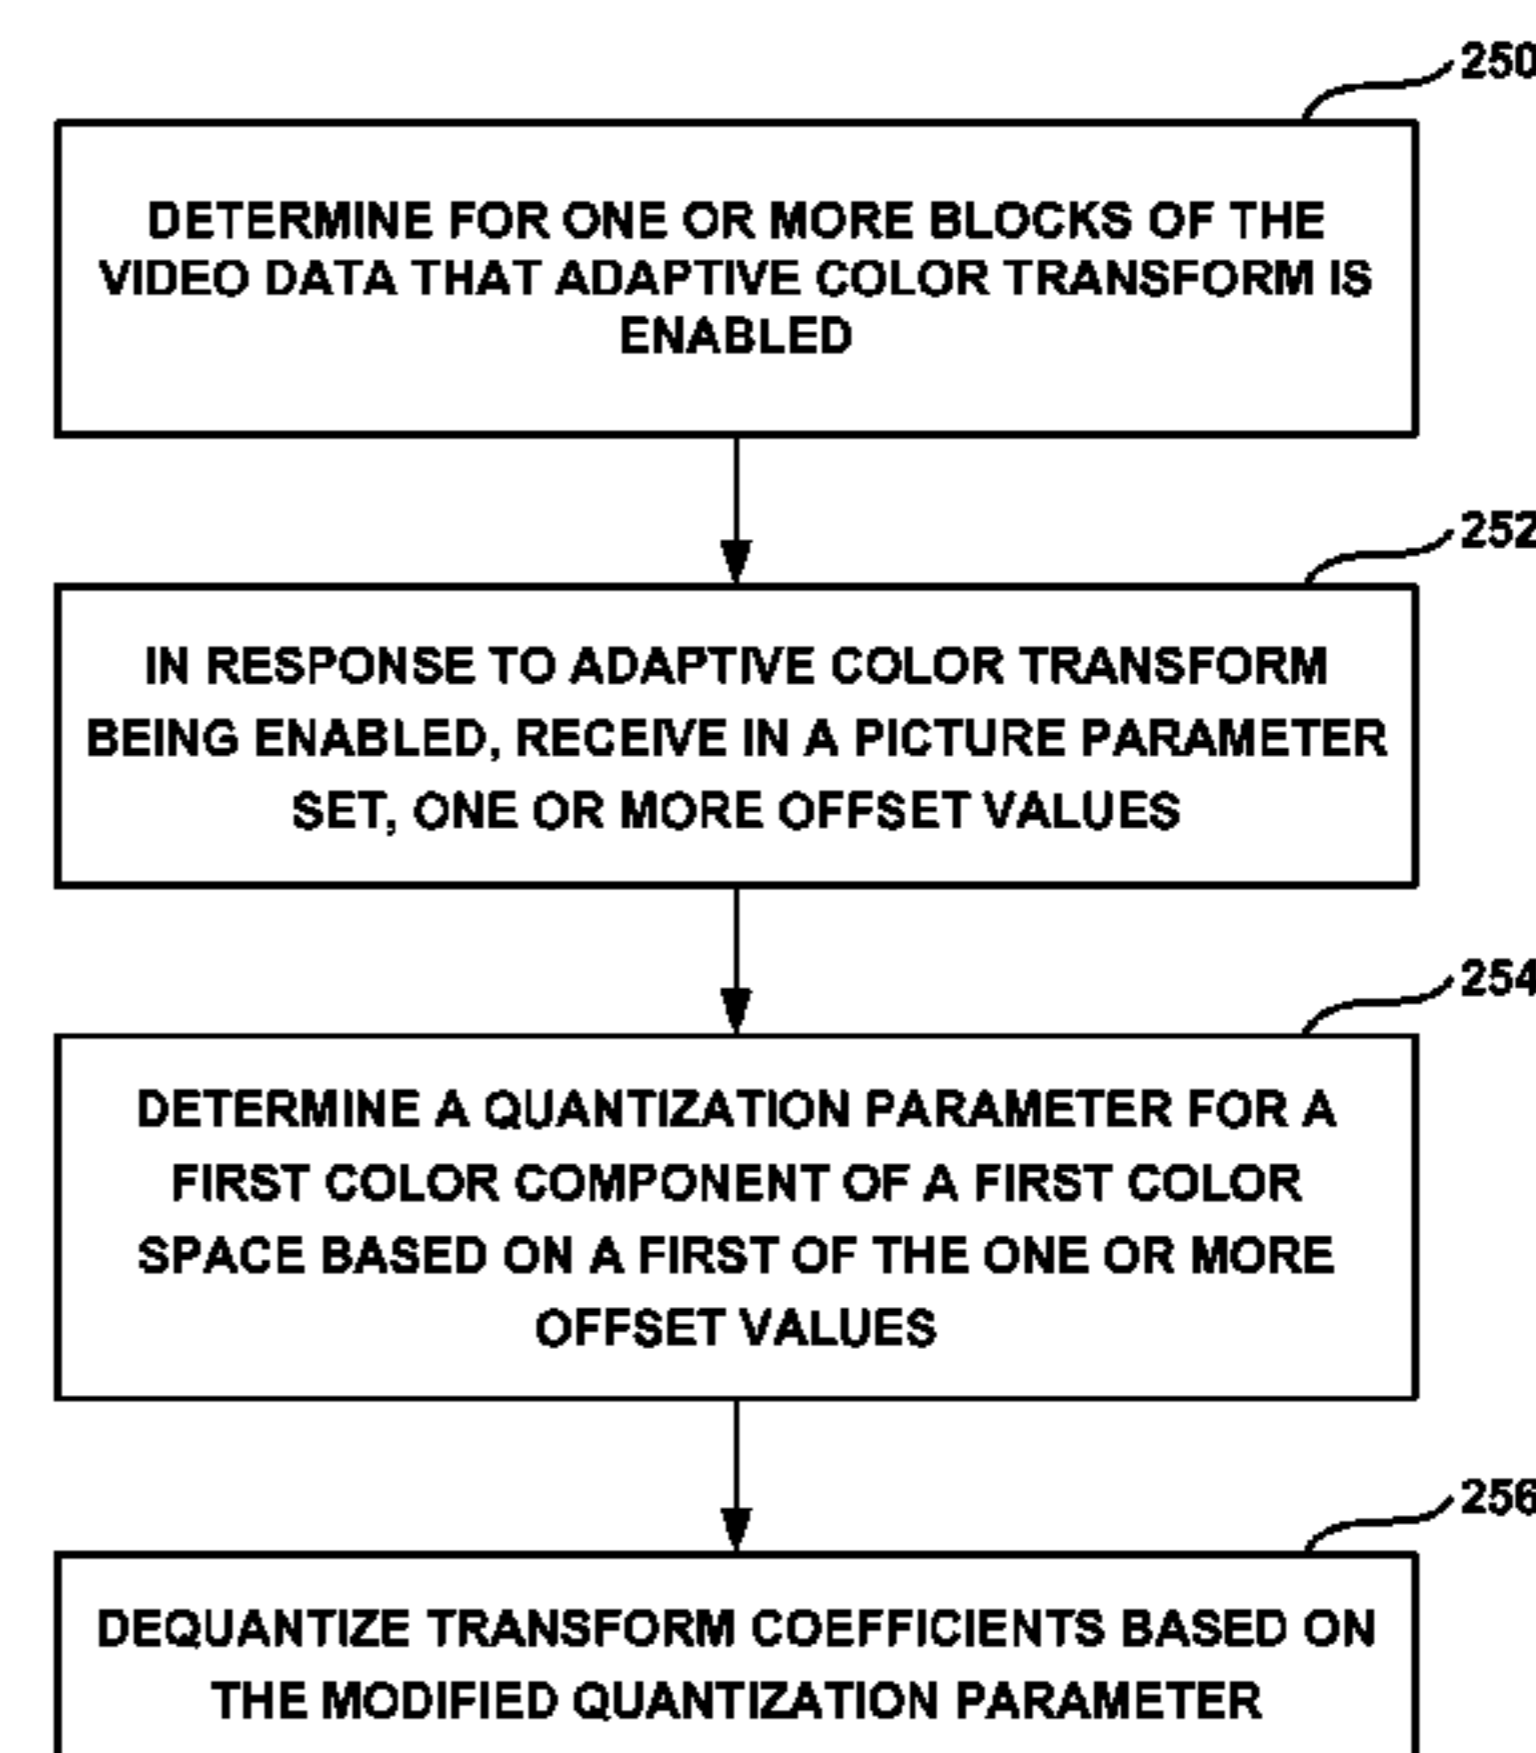 250
DETERMINE FOR ONE OR MORE BLOCKS OF THE
VIDEO DATA THAT ADAPTIVE COLOR TRANSFORM IS
ENABLED
252
IN RESPONSE TO ADAPTIVE COLOR TRANSFORM
BEING ENABLED, RECEIVE IN A PICTURE PARAMETER
SET, ONE OR MORE OFFSET VALUES
254
DETERMINE A QUANTIZATION PARAMETER FOR A
FIRST COLOR COMPONENT OF A FIRST COLOR
SPACE BASED ON A FIRST OF THE ONE OR MORE
OFFSET VALUES
256
DEQUANTIZE TRANSFORM COEFFICIENTS BASED ON
THE MODIFIED QUANTIZATION PARAMETER